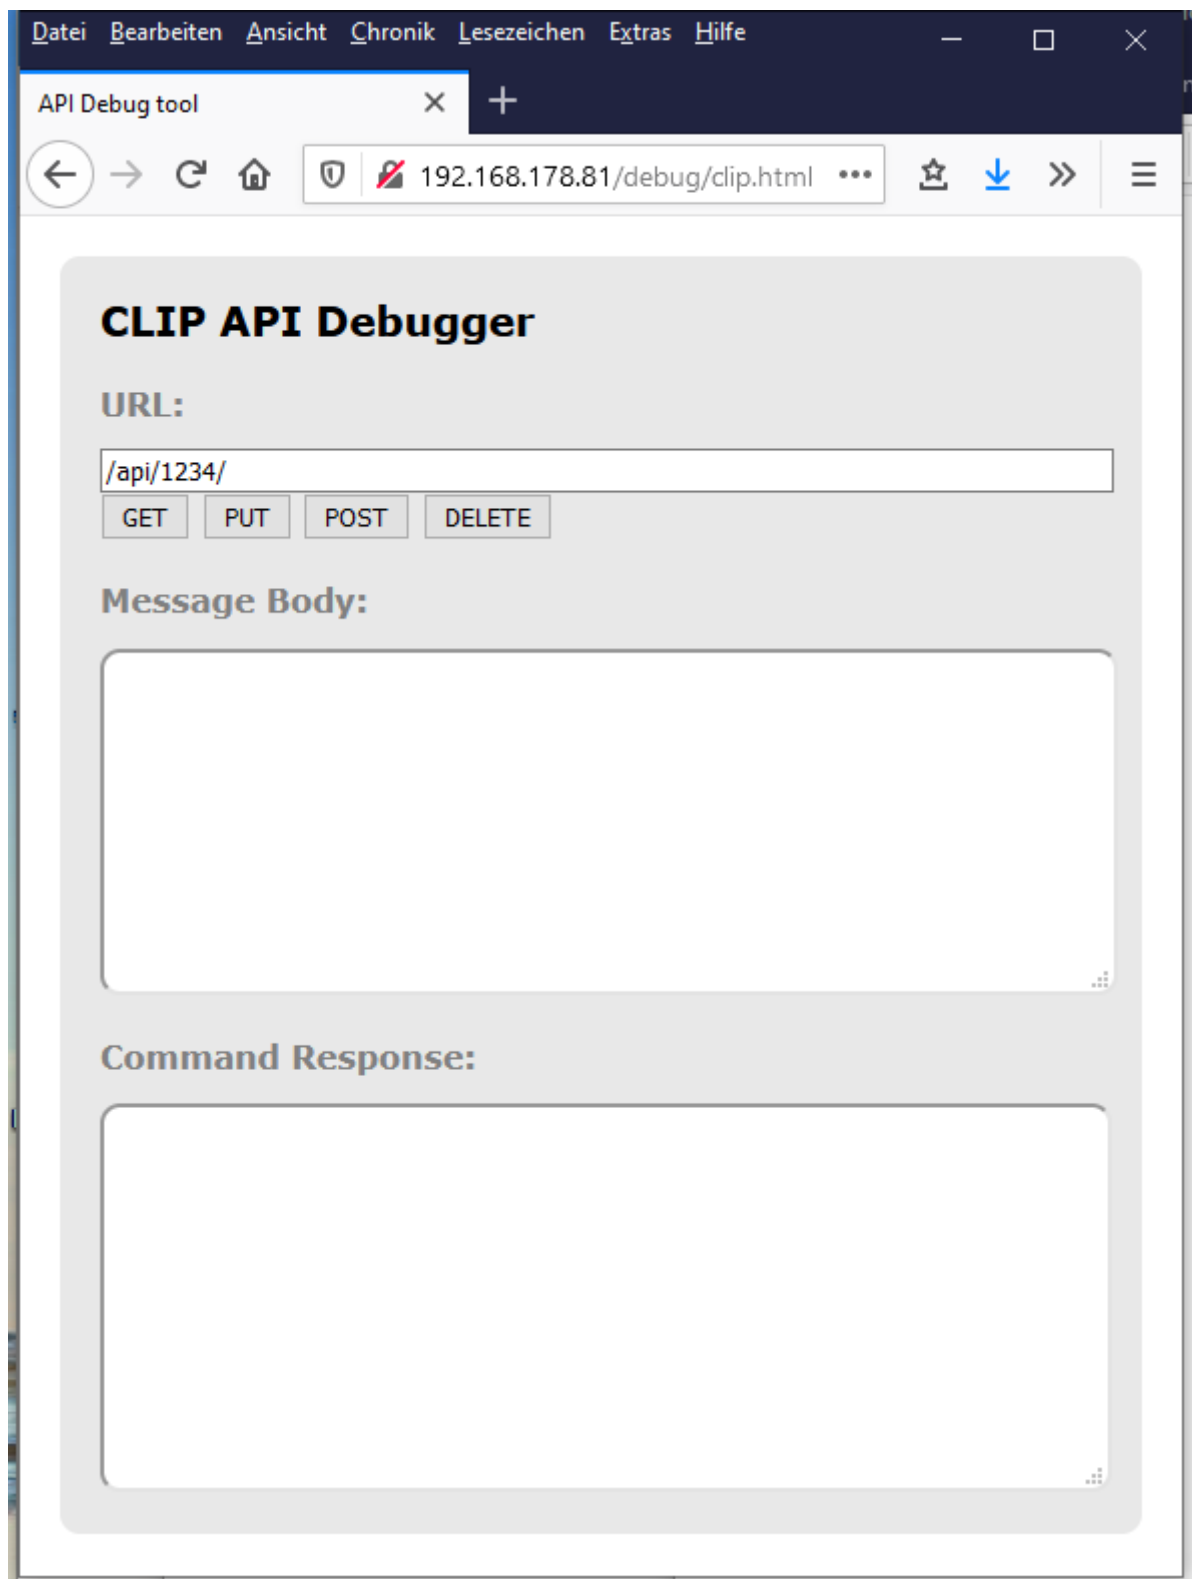 Datei Bearbeiten Ansicht Chronik Lesezeichen Extras Hilfe
API Debug tool
192.168.178.81/debug/clip.html
CLIP API Debugger
URL:
/api/1234/
GET PUT POST DELETE
Message Body:
Command Response: